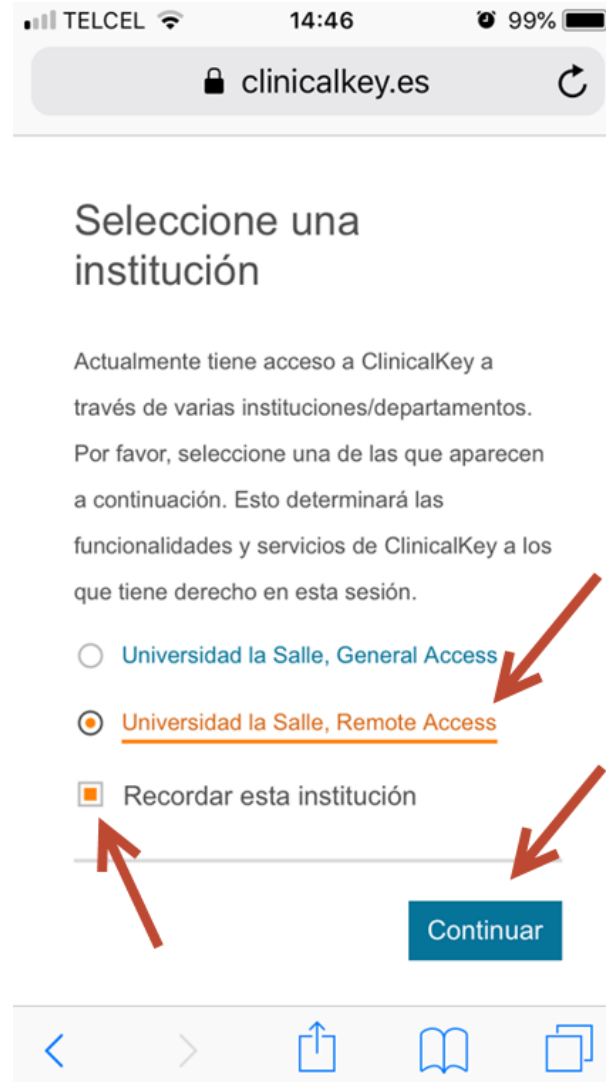 TELCEL 14:46 99%
clinicalkey.es
Seleccione una
institución
Actualmente tiene acceso a ClinicalKey a
través de varias instituciones/departamentos.
Por favor, seleccione una de las que aparecen
a continuación. Esto determinará las
funcionalidades y servicios de ClinicalKey a los
que tiene derecho en esta sesión.
Universidad la Salle, General Access
Universidad la Salle, Remote Access
Recordar esta institución
Continuar